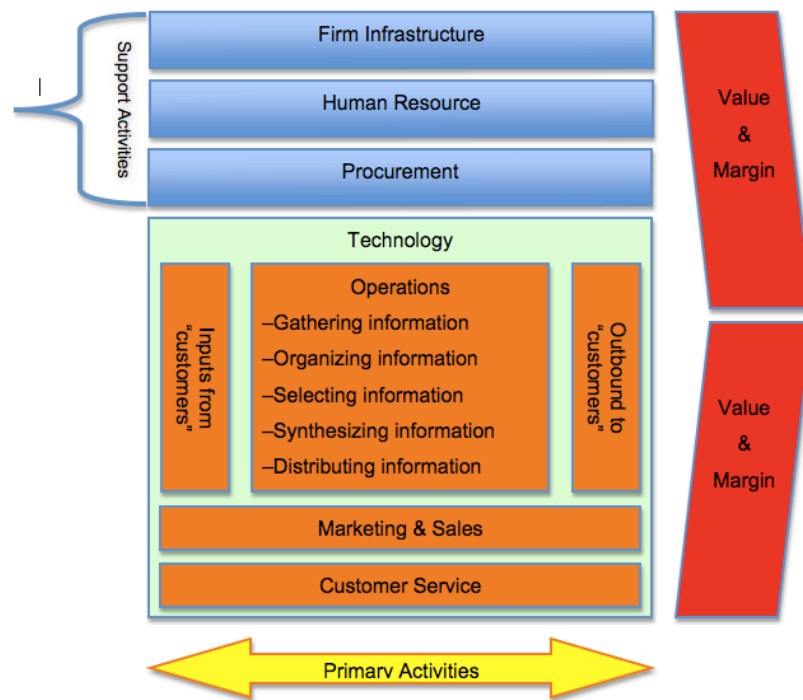 Support Activities
Firm Infrastructure
Human Resource
Procurement
Technology
Inputs from
“customers”
Operations
–Gathering information
–Organizing information
–Selecting information
–Synthesizing information
–Distributing information
Outbound to
“customers”
Marketing & Sales
Customer Service
Value
&
Margin
Value
&
Margin
Primary Activities